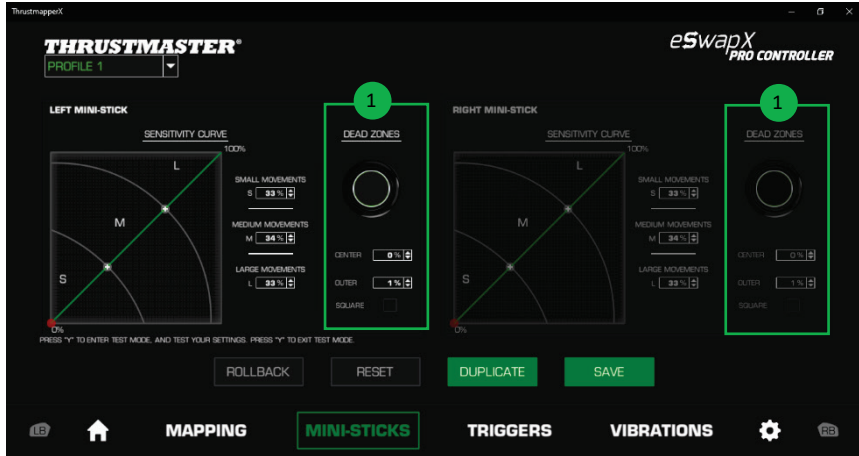 ThrustmapperX
THRUSTMASTER®
eSwapX
PRO CONTROLLER
PROFILE 1
LEFT MINI-STICK
SENSITIVITY CURVE
100%
L
M
S
0%
SMALL MOVEMENTS
S 33 %
MEDIUM MOVEMENTS
M 34 %
LARGE MOVEMENTS
L 33 %
1
DEAD ZONES
CENTER 0 %
OUTER 1 %
SQUARE
RIGHT MINI-STICK
SENSITIVITY CURVE
100%
L
M
S
0%
SMALL MOVEMENTS
S 33 %
MEDIUM MOVEMENTS
M 34 %
LARGE MOVEMENTS
L 33 %
1
DEAD ZONES
CENTER 0 %
OUTER 1 %
SQUARE
PRESS "Y" TO ENTER TEST MODE, AND TEST YOUR SETTINGS. PRESS "Y" TO EXIT TEST MODE.
ROLLBACK
RESET
DUPLICATE
SAVE
LB
MAPPING
MINI-STICKS
TRIGGERS
VIBRATIONS
RB